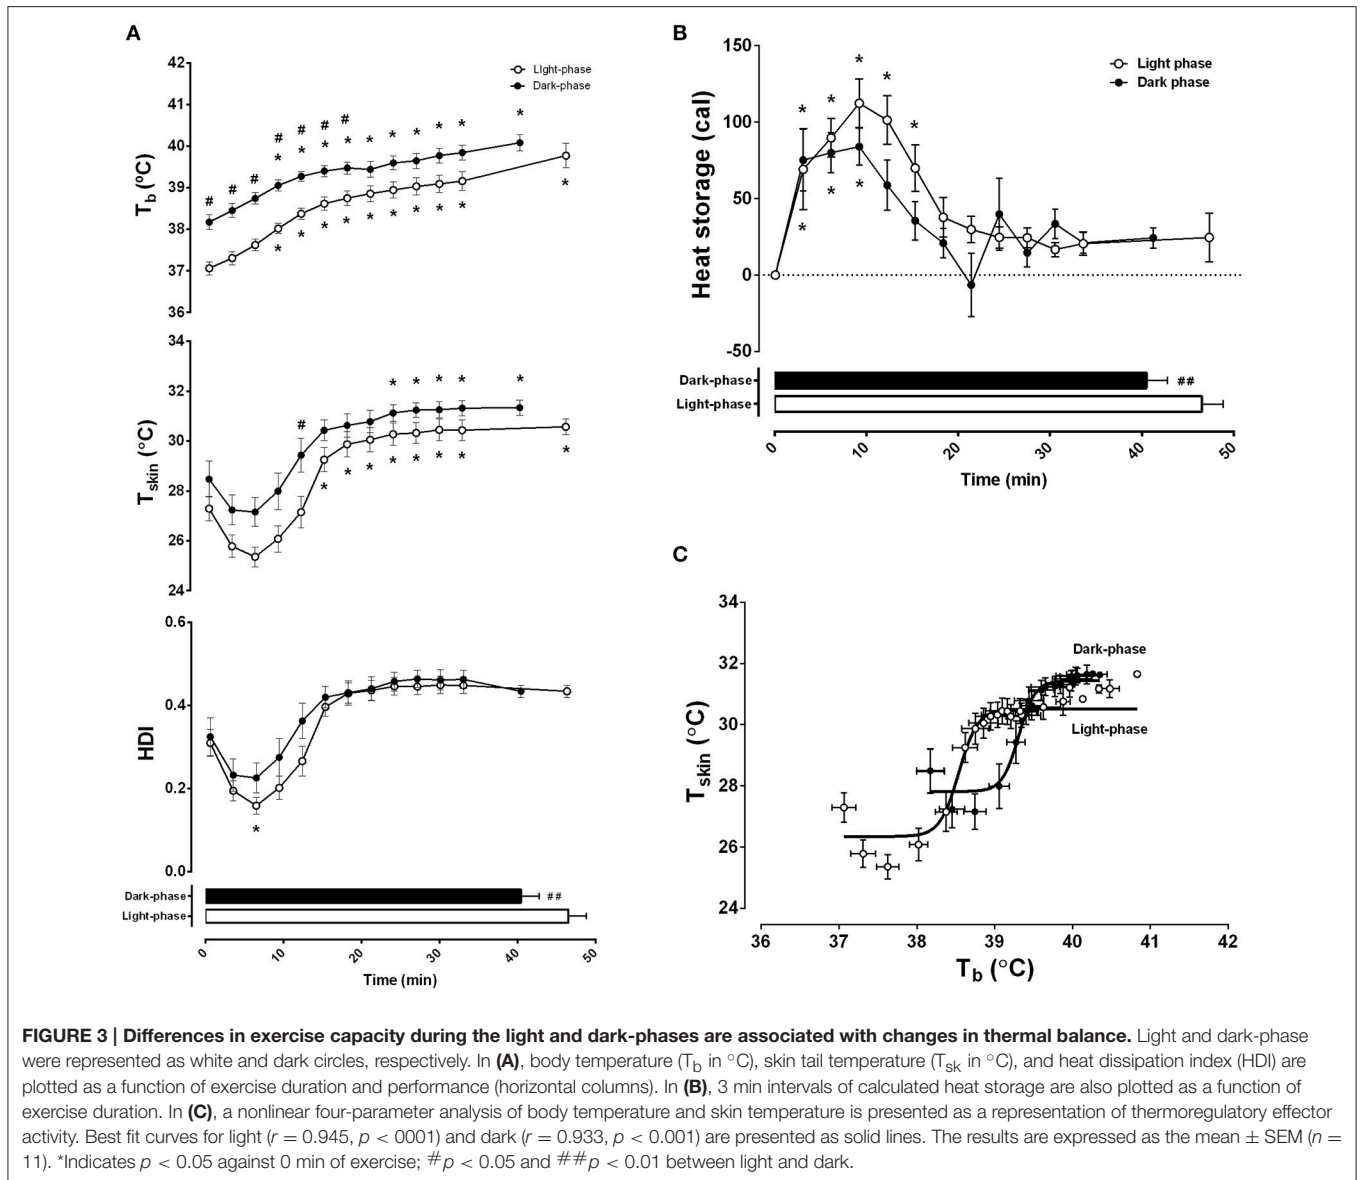 A
42
41
40
39
38
37
36
T_b (°C)
LIght-phase
Dark-phase
# # # # # # #
* * * * * * * * * *
* * * * * * * * * *
34
32
30
28
26
24
T_skin (°C)
#
* * * * *
* * * * * * *
0.6
0.4
0.2
0.0
HDI
*
Dark-phase
##
Light-phase
0 10 20 30 40 50
Time (min)
B
150
100
50
0
-50
Heat storage (cal)
Light phase
Dark phase
* * * * *
* * *
Dark-phase
##
Light-phase
0 10 20 30 40 50
Time (min)
C
34
32
30
28
26
24
T_skin (°C)
Dark-phase
Light-phase
36 37 38 39 40 41 42
T_b (°C)
FIGURE 3 | Differences in exercise capacity during the light and dark-phases are associated with changes in thermal balance. Light and dark-phase
were represented as white and dark circles, respectively. In (A), body temperature (T_b in °C), skin tail temperature (T_sk in °C), and heat dissipation index (HDI) are
plotted as a function of exercise duration and performance (horizontal columns). In (B), 3 min intervals of calculated heat storage are also plotted as a function of
exercise duration. In (C), a nonlinear four-parameter analysis of body temperature and skin temperature is presented as a representation of thermoregulatory effector
activity. Best fit curves for light (r = 0.945, p < 0001) and dark (r = 0.933, p < 0.001) are presented as solid lines. The results are expressed as the mean ± SEM (n =
11). *Indicates p < 0.05 against 0 min of exercise; #p < 0.05 and ##p < 0.01 between light and dark.